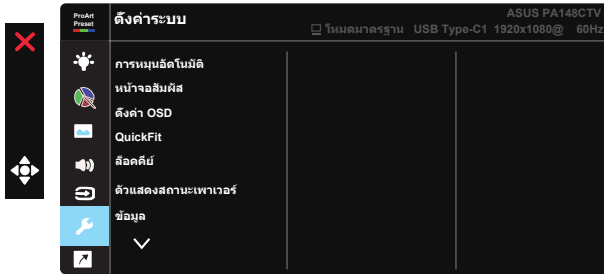 ProArt
Preset
ตั้งค่าระบบ
ASUS PA148CTV
โหมดมาตรฐาน USB Type-C1 1920x1080@ 60Hz
การหมุนอัตโนมัติ
หน้าจอสัมผัส
ตั้งค่า OSD
QuickFit
ล็อคคีย์
ตัวแสดงสถานะเพาเวอร์
ข้อมูล